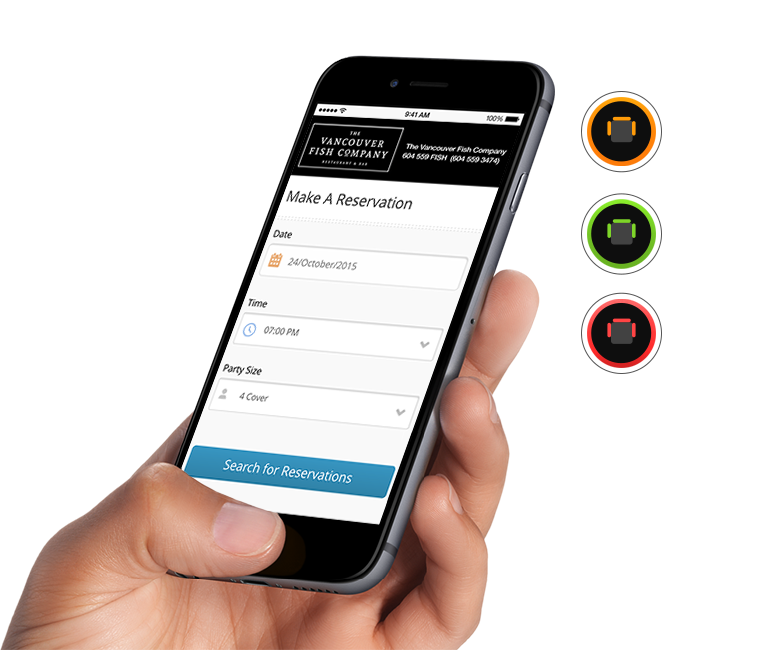 9:41 AM
100%
THE
VANCOUVER
FISH COMPANY
RESTAURANT & BAR
The Vancouver Fish Company
604 559 FISH (604 559 3474)
Make A Reservation
Date
24/October/2015
Time
07:00 PM
Party Size
4 Cover
Search for Reservations